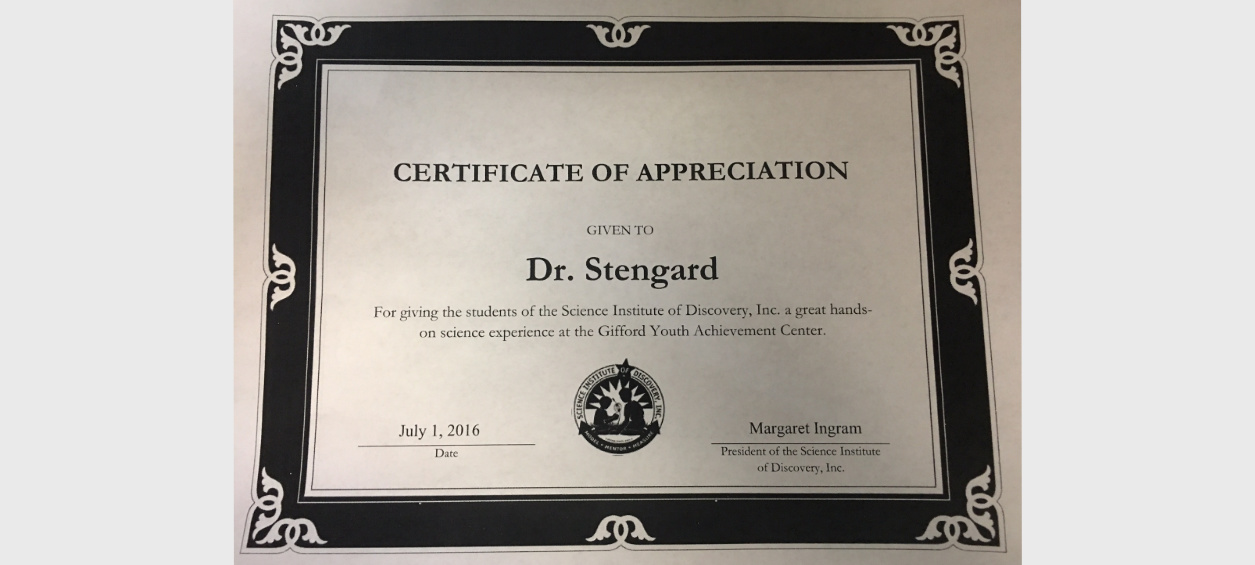 CERTIFICATE OF APPRECIATION
GIVEN TO
Dr. Stengard
For giving the students of the Science Institute of Discovery, Inc. a great hands-
on science experience at the Gifford Youth Achievement Center.
SCIENCE INSTITUTE OF DISCOVERY, INC.
MODEL • MENTOR •
July 1, 2016
Date
Margaret Ingram
President of the Science Institute
of Discovery, Inc.